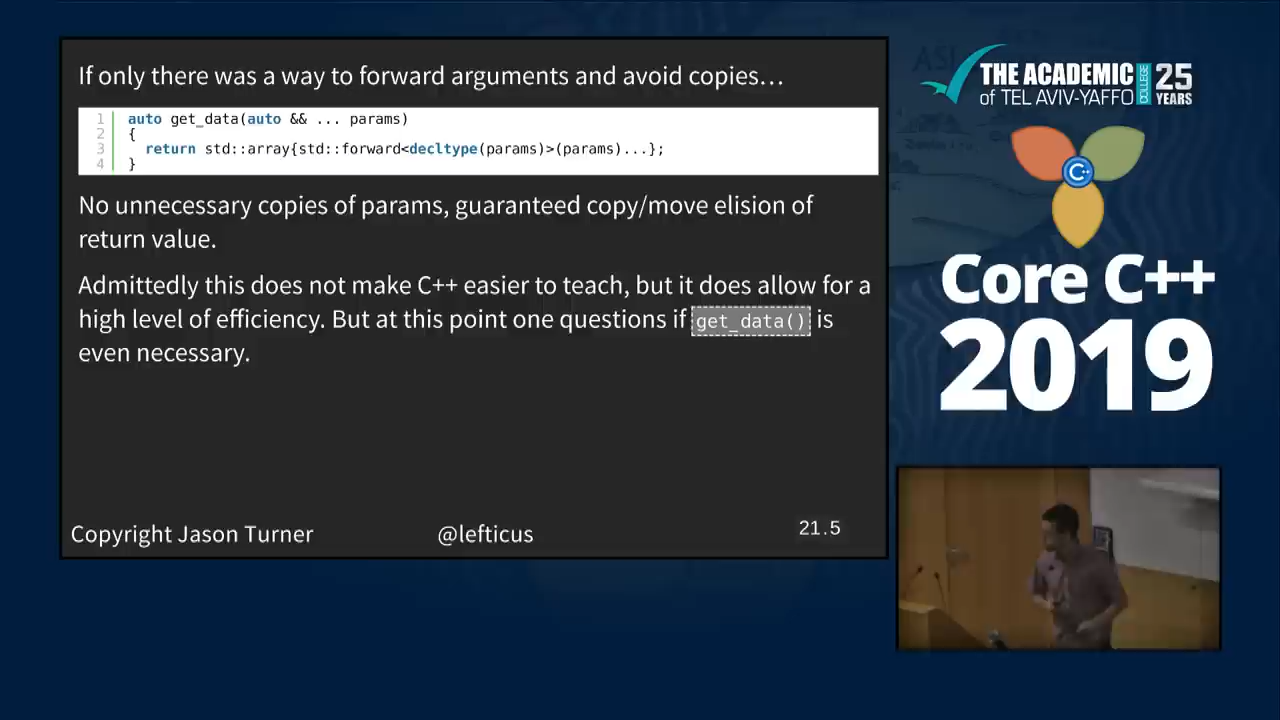 If only there was a way to forward arguments and avoid copies…
1 auto get_data(auto && ... params)
2 {
3 return std::array{std::forward<decltype(params)>(params)...};
4 }
No unnecessary copies of params, guaranteed copy/move elision of
return value.
Admittedly this does not make C++ easier to teach, but it does allow for a
high level of efficiency. But at this point one questions if get_data() is
even necessary.
Copyright Jason Turner
@lefticus
21.5
THE ACADEMIC
of TEL AVIV-YAFFO
COLLEGE
25
YEARS
C++
Core C++
2019